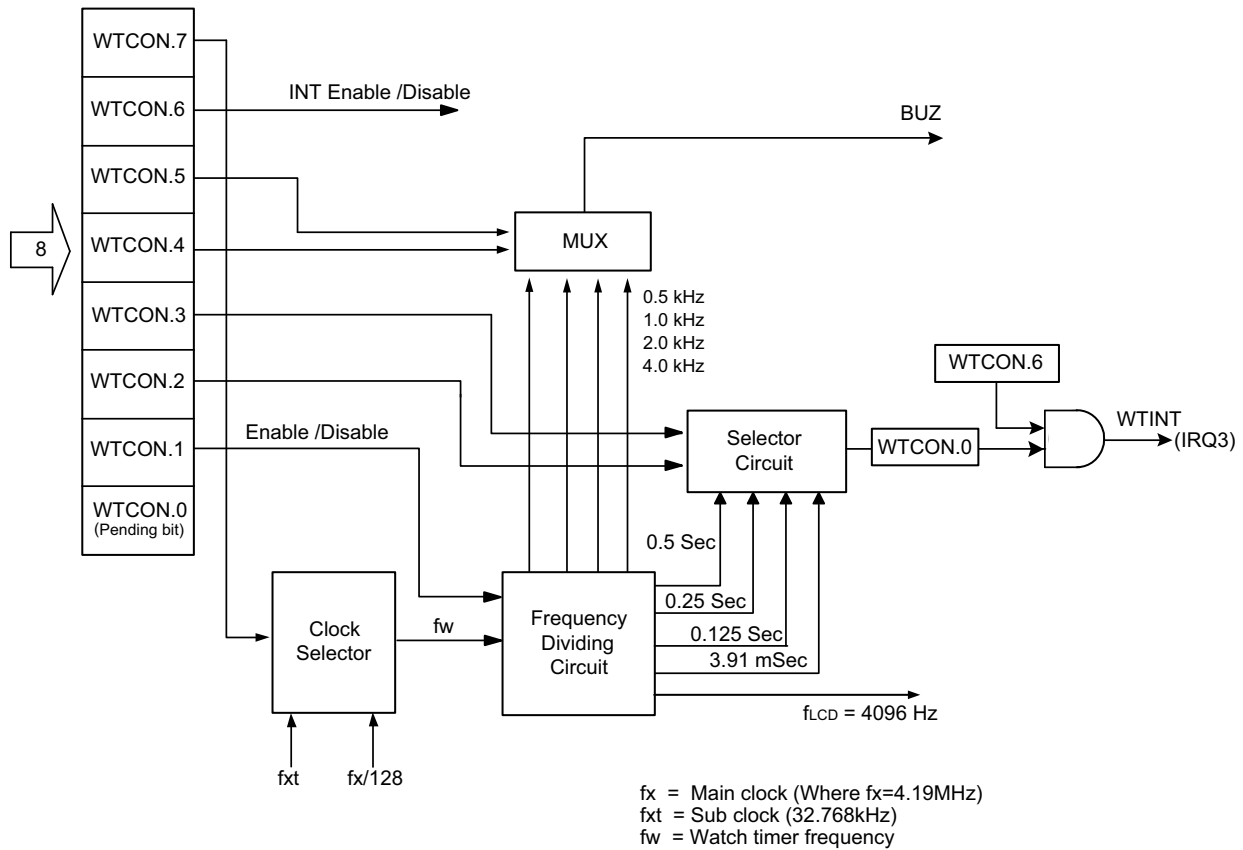 WTCON.7
WTCON.6
INT Enable /Disable
BUZ
WTCON.5
8
WTCON.4
MUX
WTCON.3
0.5 kHz
1.0 kHz
2.0 kHz
4.0 kHz
WTCON.2
WTCON.6
WTCON.1
Enable /Disable
Selector
Circuit
WTCON.0
WTINT
(IRQ3)
WTCON.0
(Pending bit)
0.5 Sec
0.25 Sec
0.125 Sec
3.91 mSec
Clock
Selector
fw
Frequency
Dividing
Circuit
fLCD = 4096 Hz
fxt
fx/128
fx = Main clock (Where fx=4.19MHz)
fxt = Sub clock (32.768kHz)
fw = Watch timer frequency